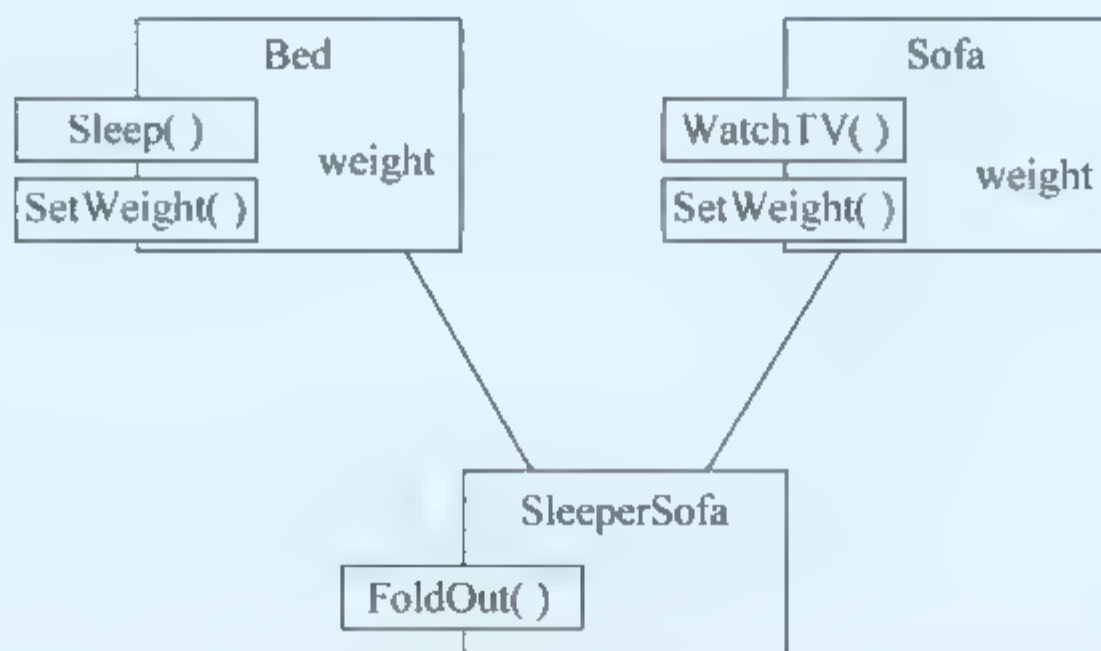 Bed
Sleep( )
weight
SetWeight( )
Sofa
WatchTV( )
weight
SetWeight( )
SleeperSofa
FoldOut( )